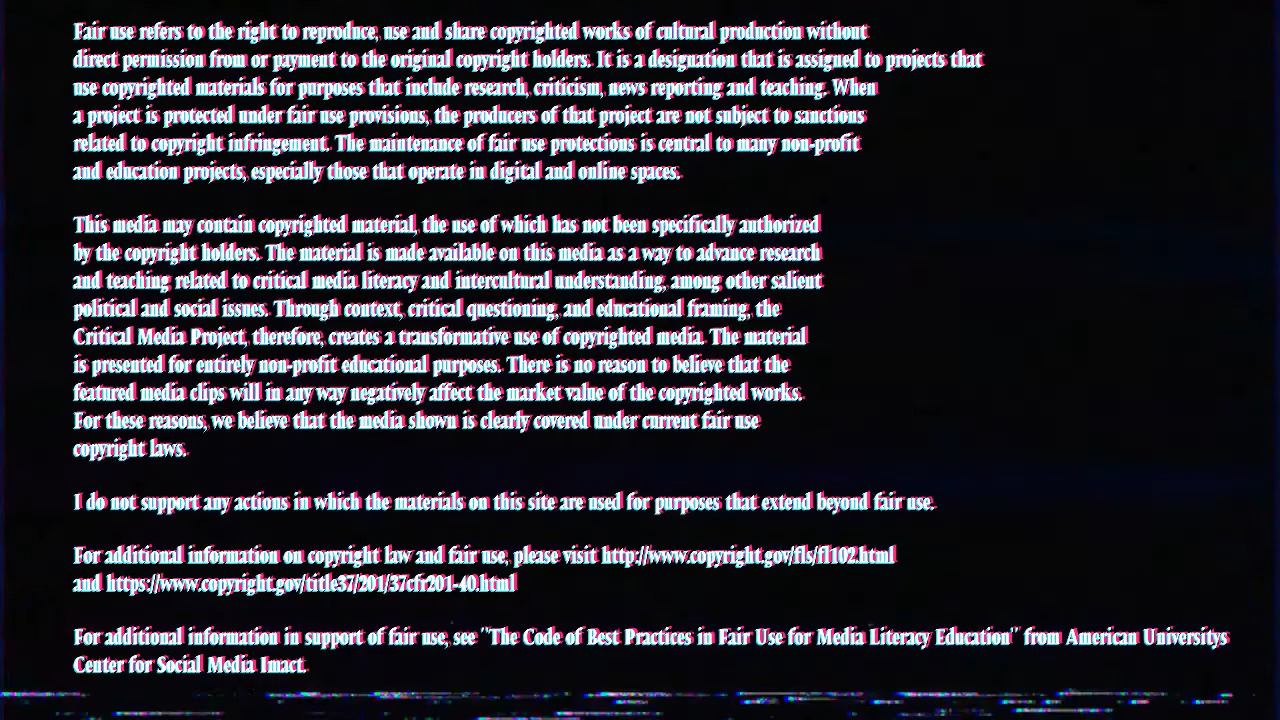 Fair use refers to the right to reproduce, use and share copyrighted works of cultural production without
direct permission from or payment to the original copyright holders. It is a designation that is assigned to projects that
use copyrighted materials for purposes that include research, criticism, news reporting and teaching. When
a project is protected under fair use provisions, the producers of that project are not subject to sanctions
related to copyright infringement. The maintenance of fair use protections is central to many non-profit
and education projects, especially those that operate in digital and online spaces.
This media may contain copyrighted material, the use of which has not been specifically authorized
by the copyright holders. The material is made available on this media as a way to advance research
and teaching related to critical media literacy and intercultural understanding, among other salient
political and social issues. Through context, critical questioning, and educational framing, the
Critical Media Project, therefore, creates a transformative use of copyrighted media. The material
is presented for entirely non-profit educational purposes. There is no reason to believe that the
featured media clips will in any way negatively affect the market value of the copyrighted works.
For these reasons, we believe that the media shown is clearly covered under current fair use
copyright laws.
I do not support any actions in which the materials on this site are used for purposes that extend beyond fair use.
For additional information on copyright law and fair use, please visit http://www.copyright.gov/fls/fl102.html
and https://www.copyright.gov/title37/201/37cfr201-40.html
For additional information in support of fair use, see "The Code of Best Practices in Fair Use for Media Literacy Education" from American Universitys
Center for Social Media Imact.